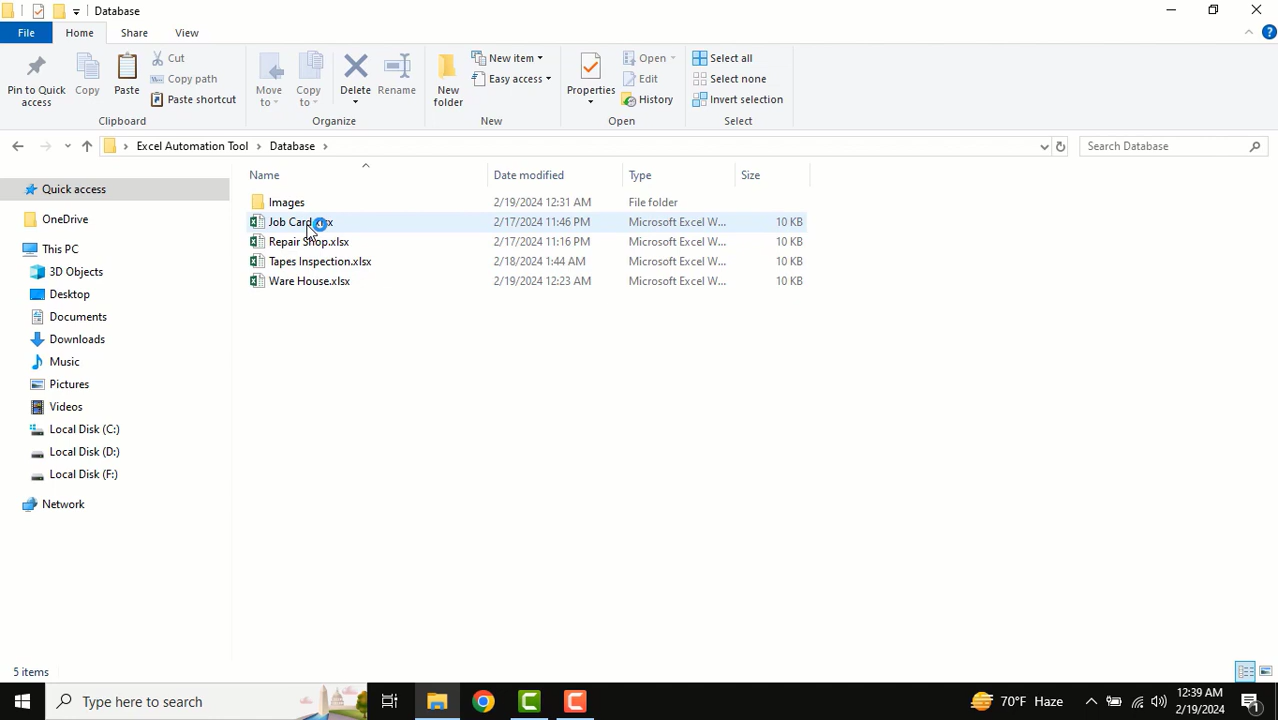 Database
File Home Share View
Pin to Quick access
Copy
Paste
Cut
Copy path
Paste shortcut
Clipboard
Move to
Copy to
Delete
Rename
Organize
New folder
New item
Easy access
New
Properties
Open
Edit
History
Open
Select all
Select none
Invert selection
Select
Excel Automation Tool Database
Search Database
Name Date modified Type Size
Images 2/19/2024 12:31 AM File folder
Job Card.xlsx 2/17/2024 11:46 PM Microsoft Excel W... 10 KB
Repair Shop.xlsx 2/17/2024 11:16 PM Microsoft Excel W... 10 KB
Tapes Inspection.xlsx 2/18/2024 1:44 AM Microsoft Excel W... 10 KB
Ware House.xlsx 2/19/2024 12:23 AM Microsoft Excel W... 10 KB
Quick access
OneDrive
This PC
3D Objects
Desktop
Documents
Downloads
Music
Pictures
Videos
Local Disk (C:)
Local Disk (D:)
Local Disk (F:)
Network
5 items
Type here to search
70°F Haze
12:39 AM
2/19/2024
1